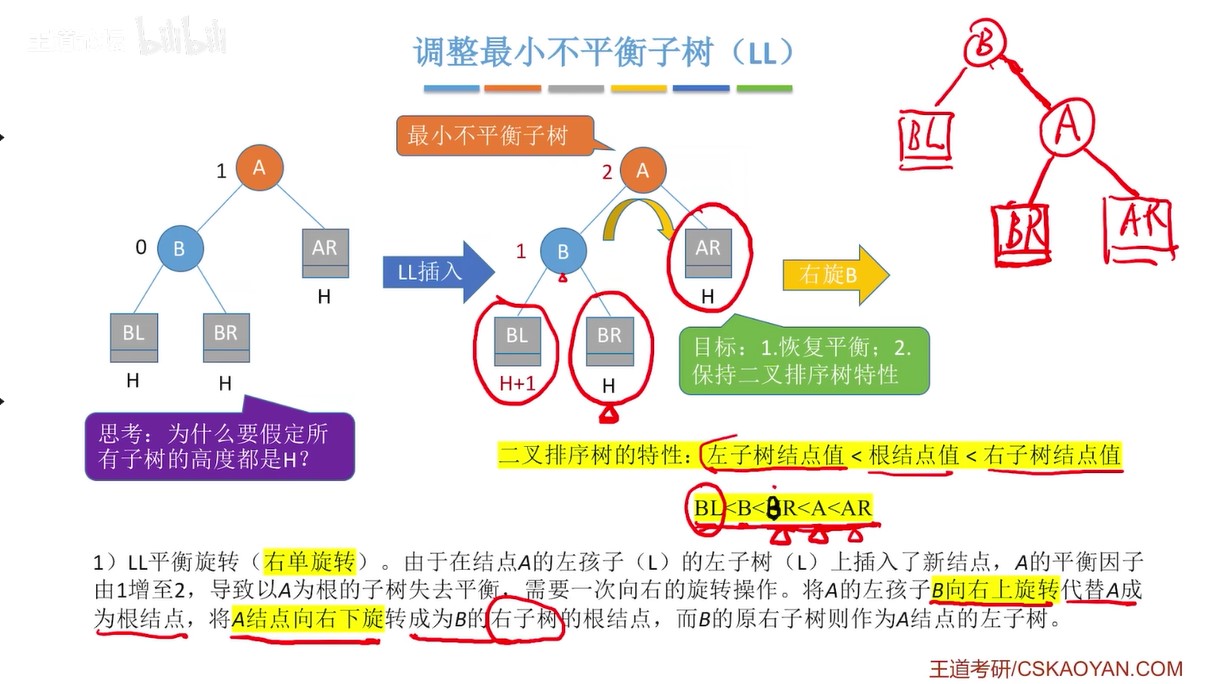 王道论坛 bilibili
调整最小不平衡子树（LL）
B
BL
A
BR
AR
最小不平衡子树
1
A
0
B
AR
H
BL
BR
H
H
LL插入
2
A
1
B
AR
H
BL
BR
H+1
H
右旋B
目标：1.恢复平衡；2.
保持二叉排序树特性
思考：为什么要假定所
有子树的高度都是H？
二叉排序树的特性：左子树结点值 < 根结点值 < 右子树结点值
BL<B<BR<A<AR
1）LL平衡旋转（右单旋转）。由于在结点A的左孩子（L）的左子树（L）上插入了新结点，A的平衡因子
由1增至2，导致以A为根的子树失去平衡，需要一次向右的旋转操作。将A的左孩子B向右上旋转代替A成
为根结点，将A结点向右下旋转成为B的右子树的根结点，而B的原右子树则作为A结点的左子树。
王道考研/CSKAOYAN.COM